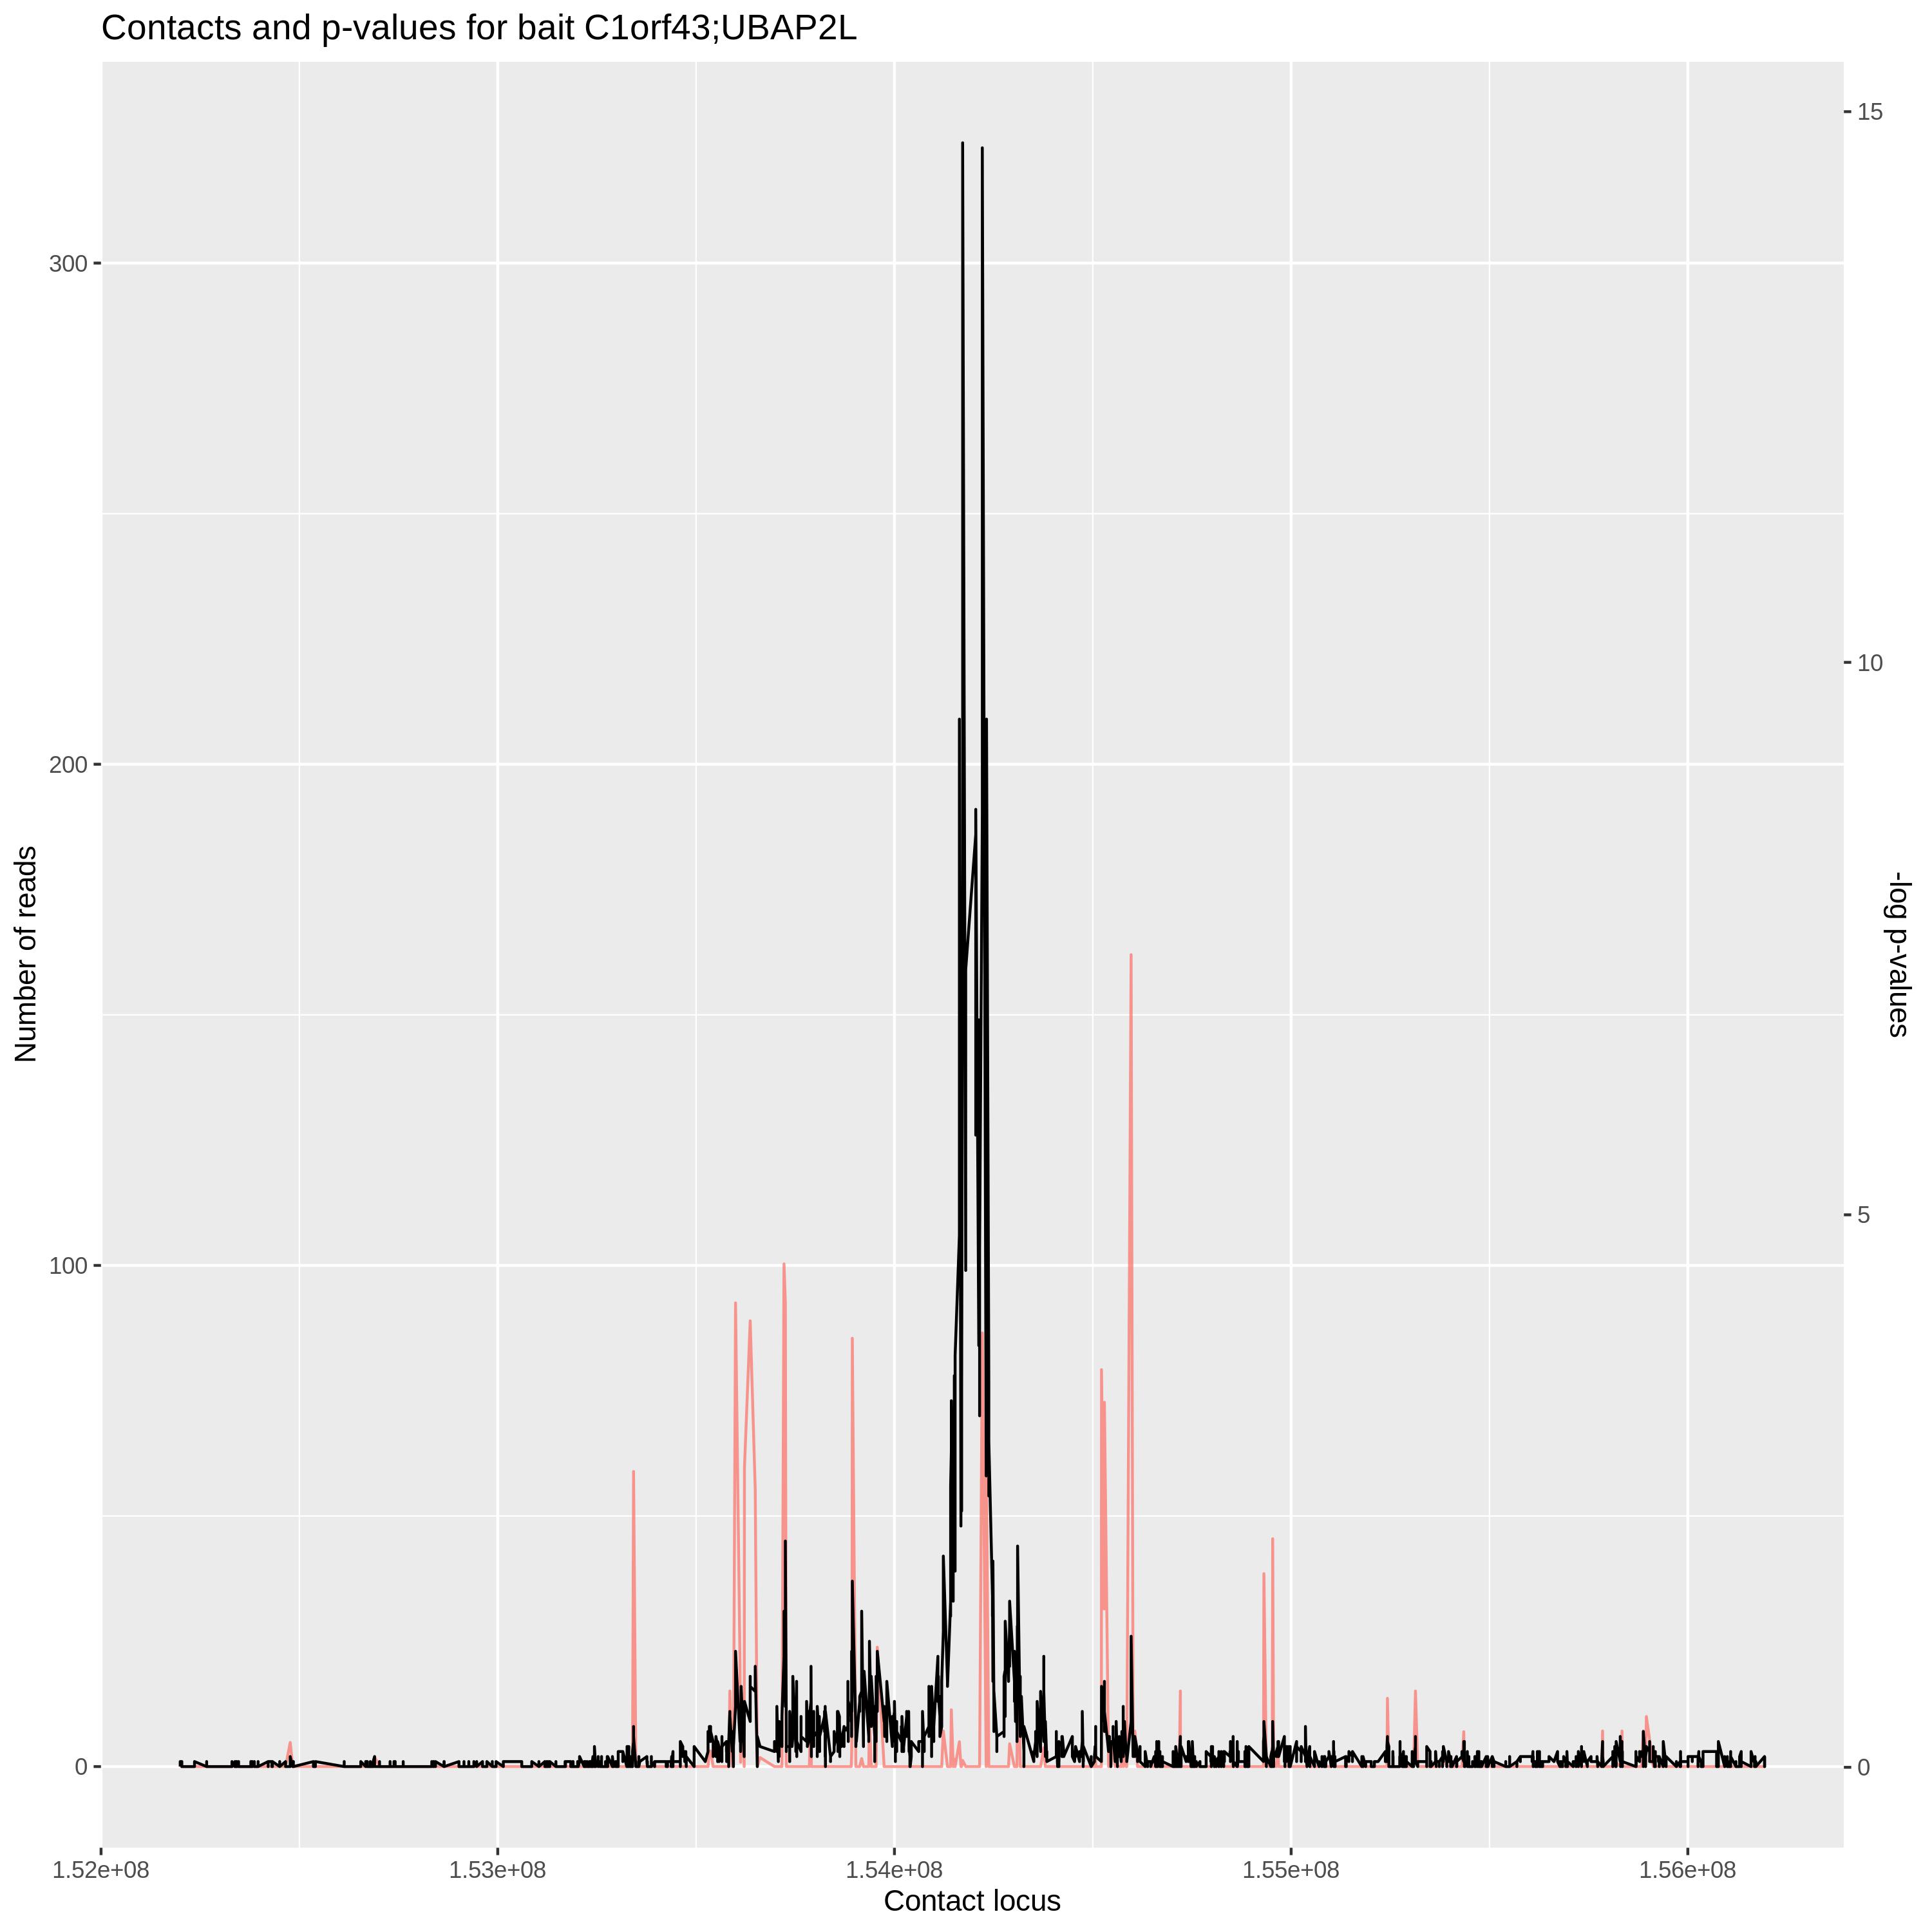 Contacts and p-values for bait C1orf43;UBAP2L
15
300
10
200
Number of reads
-log p-values
5
100
0
0
1.52e+08
1.53e+08
1.54e+08
1.55e+08
1.56e+08
Contact locus